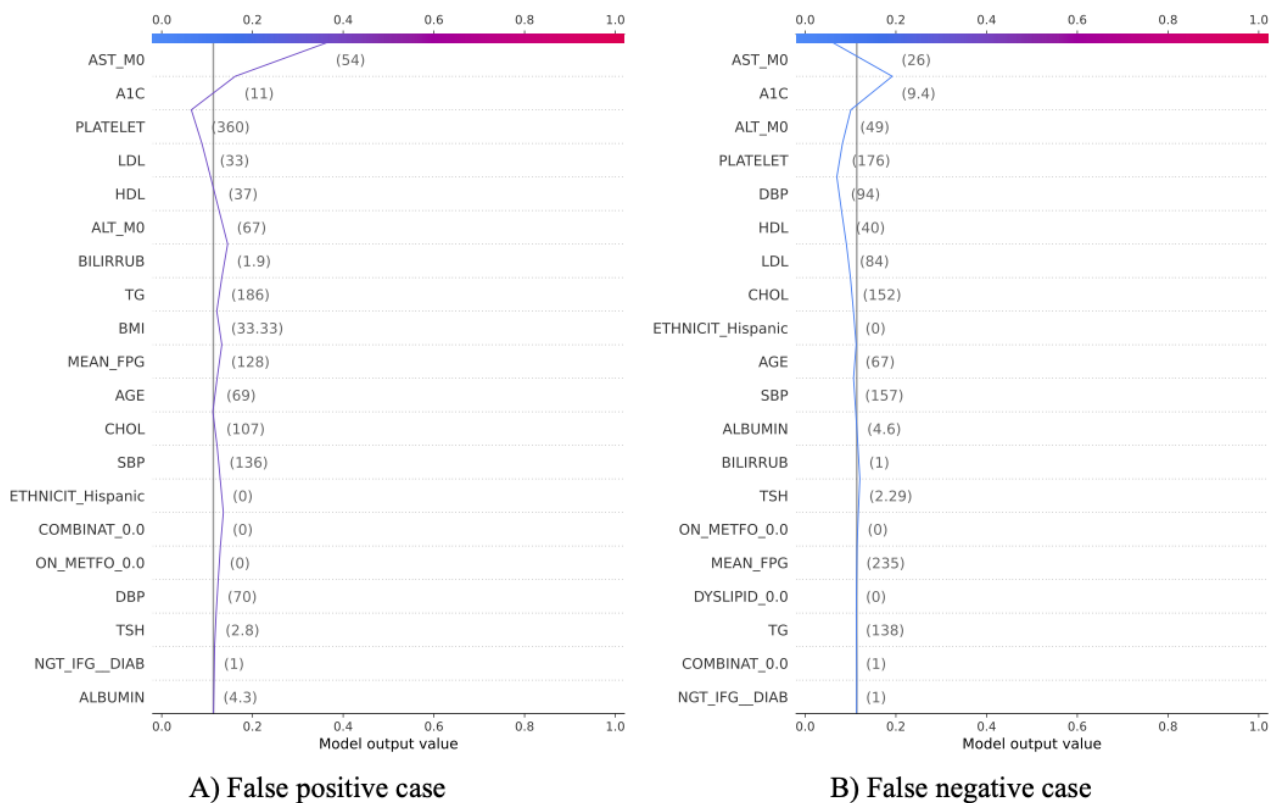 0.0 0.2 0.4 0.6 0.8 1.0
AST_M0 (54)
A1C (11)
PLATELET (360)
LDL (33)
HDL (37)
ALT_M0 (67)
BILIRRUB (1.9)
TG (186)
BMI (33.33)
MEAN_FPG (128)
AGE (69)
CHOL (107)
SBP (136)
ETHNICIT_Hispanic (0)
COMBINAT_0.0 (0)
ON_METFO_0.0 (0)
DBP (70)
TSH (2.8)
NGT_IFG__DIAB (1)
ALBUMIN (4.3)
0.0 0.2 0.4 0.6 0.8 1.0
Model output value
A) False positive case
0.0 0.2 0.4 0.6 0.8 1.0
AST_M0 (26)
A1C (9.4)
ALT_M0 (49)
PLATELET (176)
DBP (94)
HDL (40)
LDL (84)
CHOL (152)
ETHNICIT_Hispanic (0)
AGE (67)
SBP (157)
ALBUMIN (4.6)
BILIRRUB (1)
TSH (2.29)
ON_METFO_0.0 (0)
MEAN_FPG (235)
DYSLIPID_0.0 (0)
TG (138)
COMBINAT_0.0 (1)
NGT_IFG__DIAB (1)
0.0 0.2 0.4 0.6 0.8 1.0
Model output value
B) False negative case